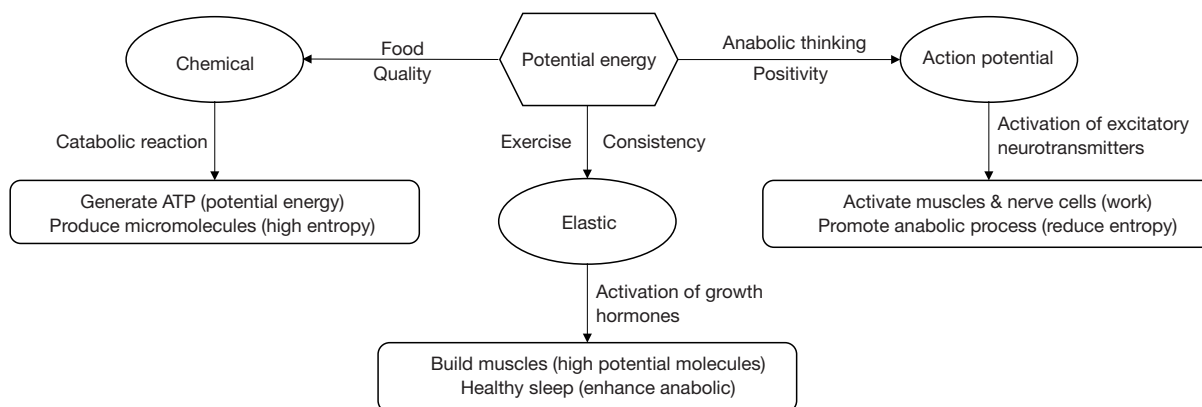 Chemical
Food
Quality
Potential energy
Anabolic thinking
Positivity
Action potential
Catabolic reaction
Exercise
Consistency
Activation of excitatory
neurotransmitters
Generate ATP (potential energy)
Produce micromolecules (high entropy)
Elastic
Activate muscles & nerve cells (work)
Promote anabolic process (reduce entropy)
Activation of growth
hormones
Build muscles (high potential molecules)
Healthy sleep (enhance anabolic)